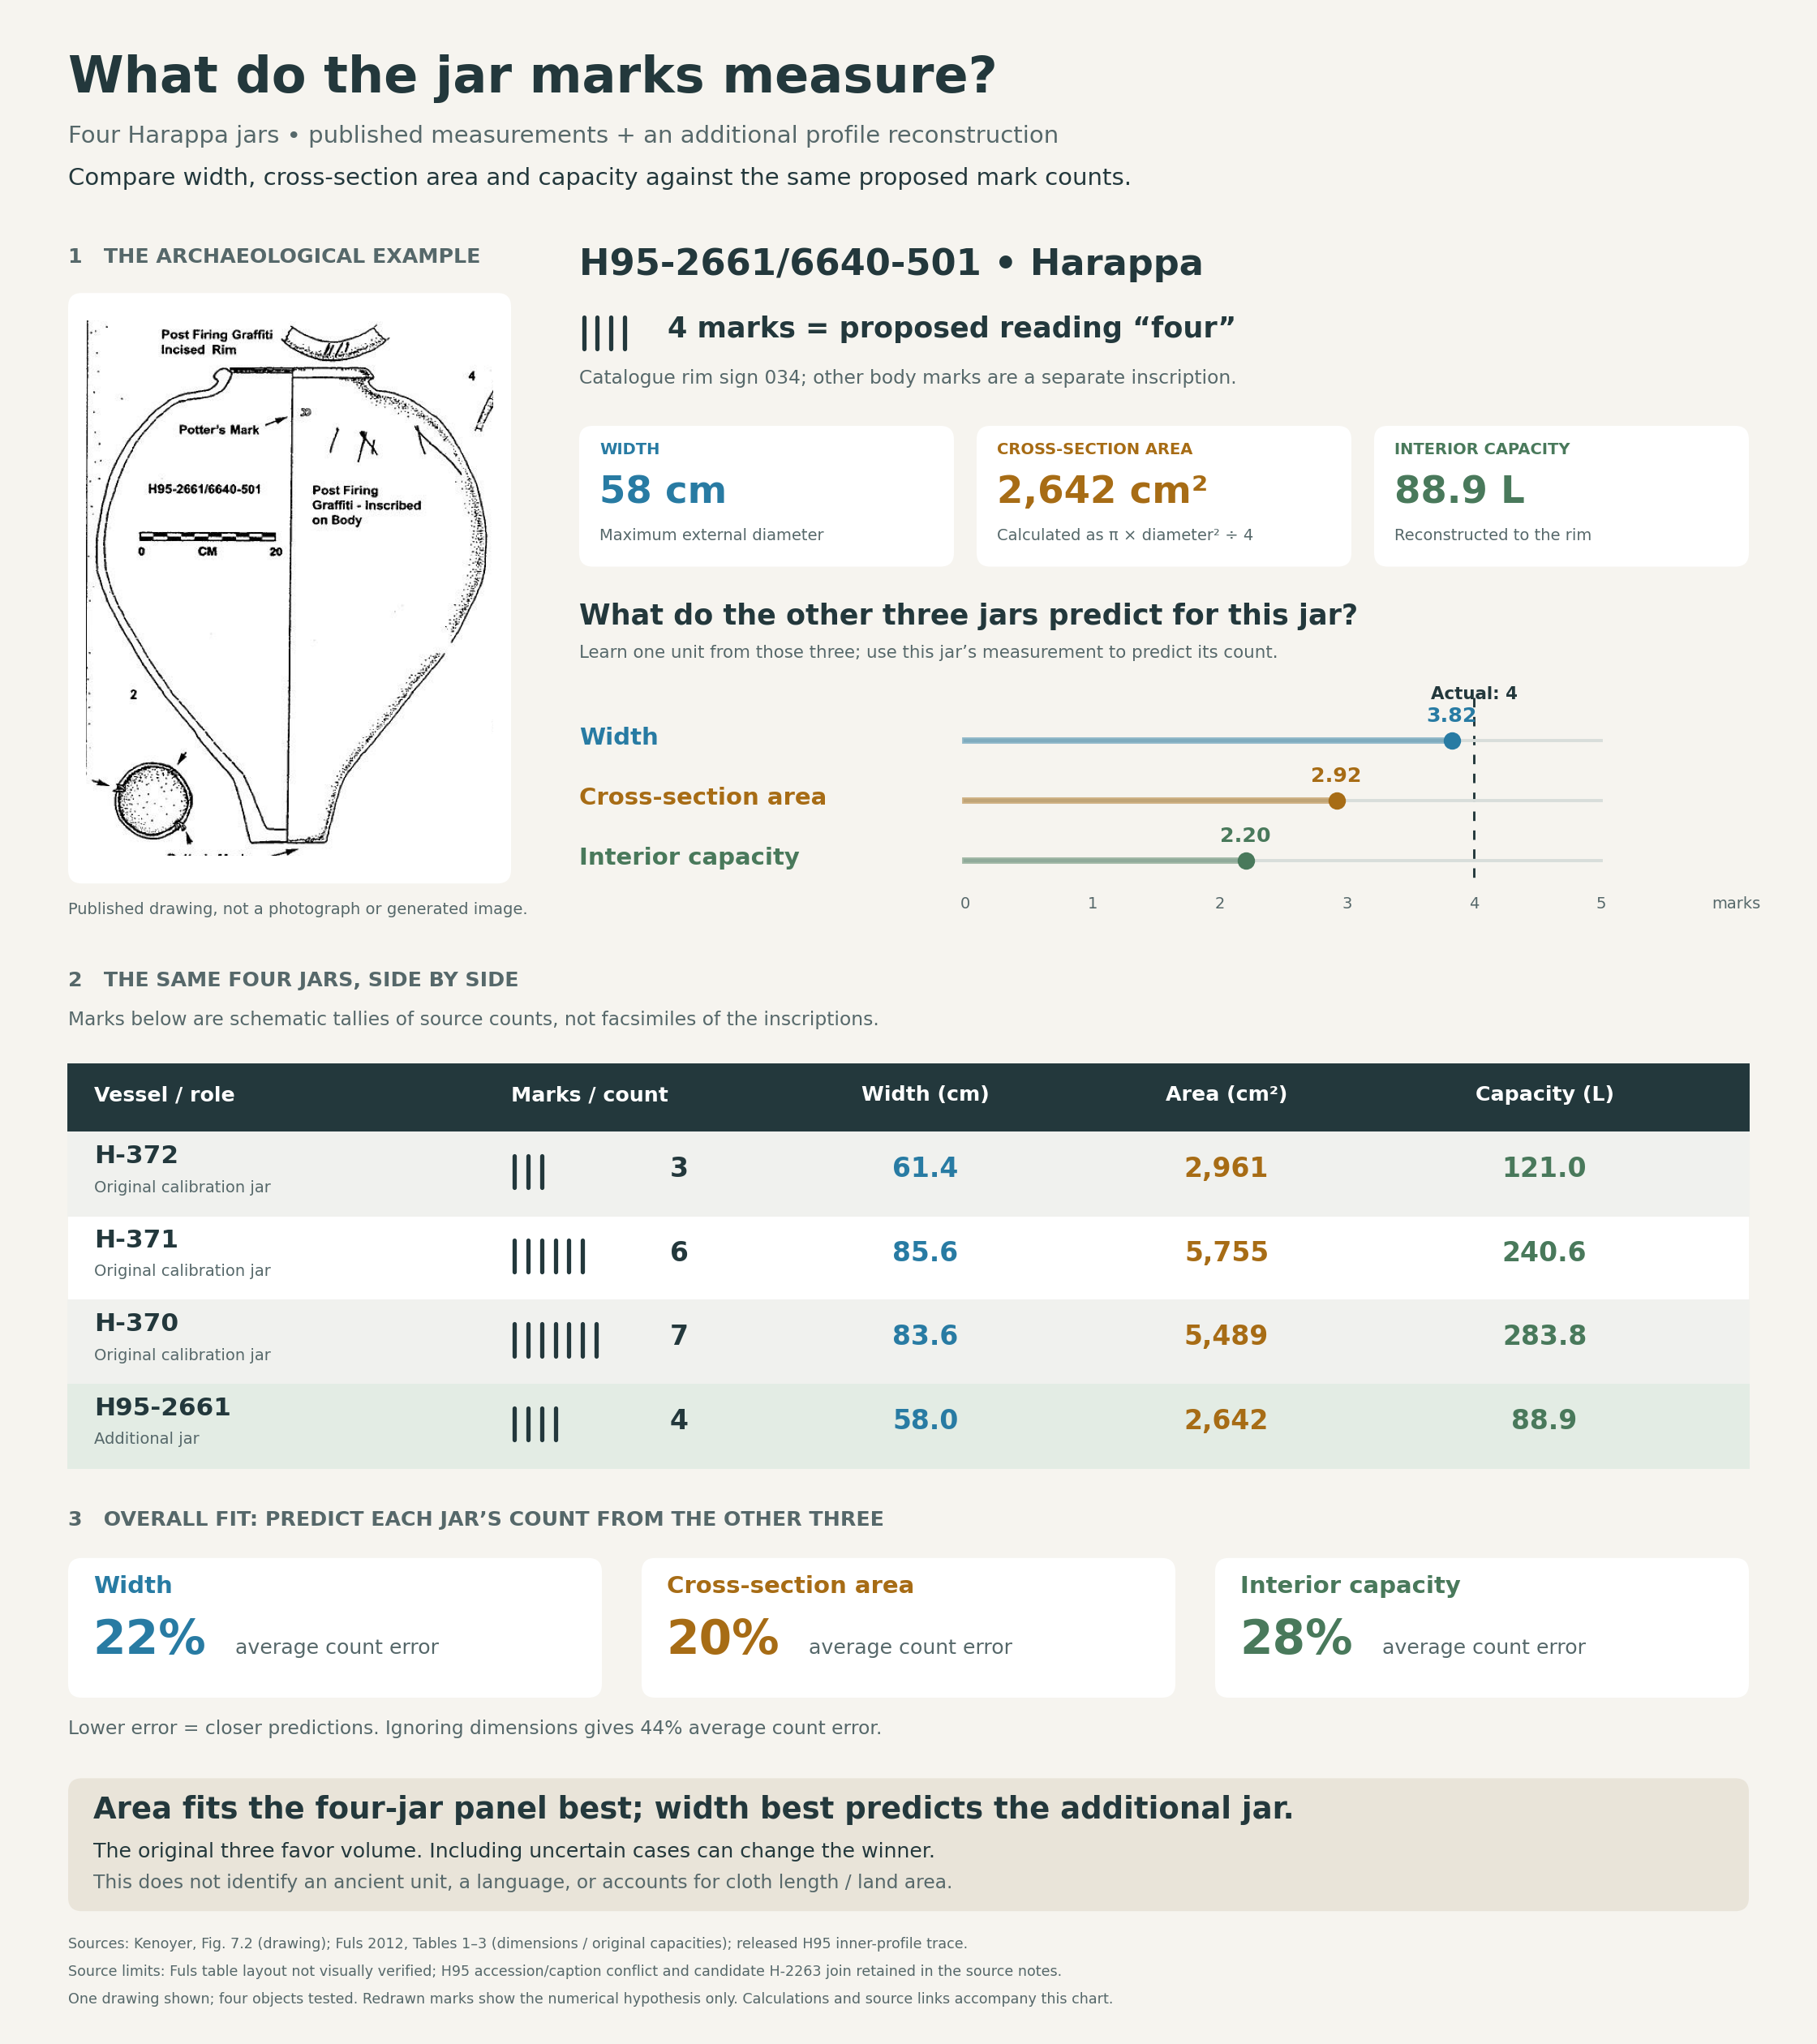 What do the jar marks measure?
Four Harappa jars • published measurements + an additional profile reconstruction
Compare width, cross-section area and capacity against the same proposed mark counts.
1 THE ARCHAEOLOGICAL EXAMPLE
Post Firing Graffiti
Incised Rim
4
Potter's Mark
H95-2661/6640-501
Post Firing
Graffiti - Inscribed
on Body
0 CM 20
2
Published drawing, not a photograph or generated image.
H95-2661/6640-501 • Harappa
4 marks = proposed reading “four”
Catalogue rim sign 034; other body marks are a separate inscription.
WIDTH
58 cm
Maximum external diameter
CROSS-SECTION AREA
2,642 cm²
Calculated as π × diameter² ÷ 4
INTERIOR CAPACITY
88.9 L
Reconstructed to the rim
What do the other three jars predict for this jar?
Learn one unit from those three; use this jar’s measurement to predict its count.
Actual: 4
3.82
Width
2.92
Cross-section area
2.20
Interior capacity
0 1 2 3 4 5 marks
2 THE SAME FOUR JARS, SIDE BY SIDE
Marks below are schematic tallies of source counts, not facsimiles of the inscriptions.
Vessel / role Marks / count Width (cm) Area (cm²) Capacity (L)
H-372 3 61.4 2,961 121.0
Original calibration jar
H-371 6 85.6 5,755 240.6
Original calibration jar
H-370 7 83.6 5,489 283.8
Original calibration jar
H95-2661 4 58.0 2,642 88.9
Additional jar
3 OVERALL FIT: PREDICT EACH JAR’S COUNT FROM THE OTHER THREE
Width
22% average count error
Cross-section area
20% average count error
Interior capacity
28% average count error
Lower error = closer predictions. Ignoring dimensions gives 44% average count error.
Area fits the four-jar panel best; width best predicts the additional jar.
The original three favor volume. Including uncertain cases can change the winner.
This does not identify an ancient unit, a language, or accounts for cloth length / land area.
Sources: Kenoyer, Fig. 7.2 (drawing); Fuls 2012, Tables 1–3 (dimensions / original capacities); released H95 inner-profile trace.
Source limits: Fuls table layout not visually verified; H95 accession/caption conflict and candidate H-2263 join retained in the source notes.
One drawing shown; four objects tested. Redrawn marks show the numerical hypothesis only. Calculations and source links accompany this chart.